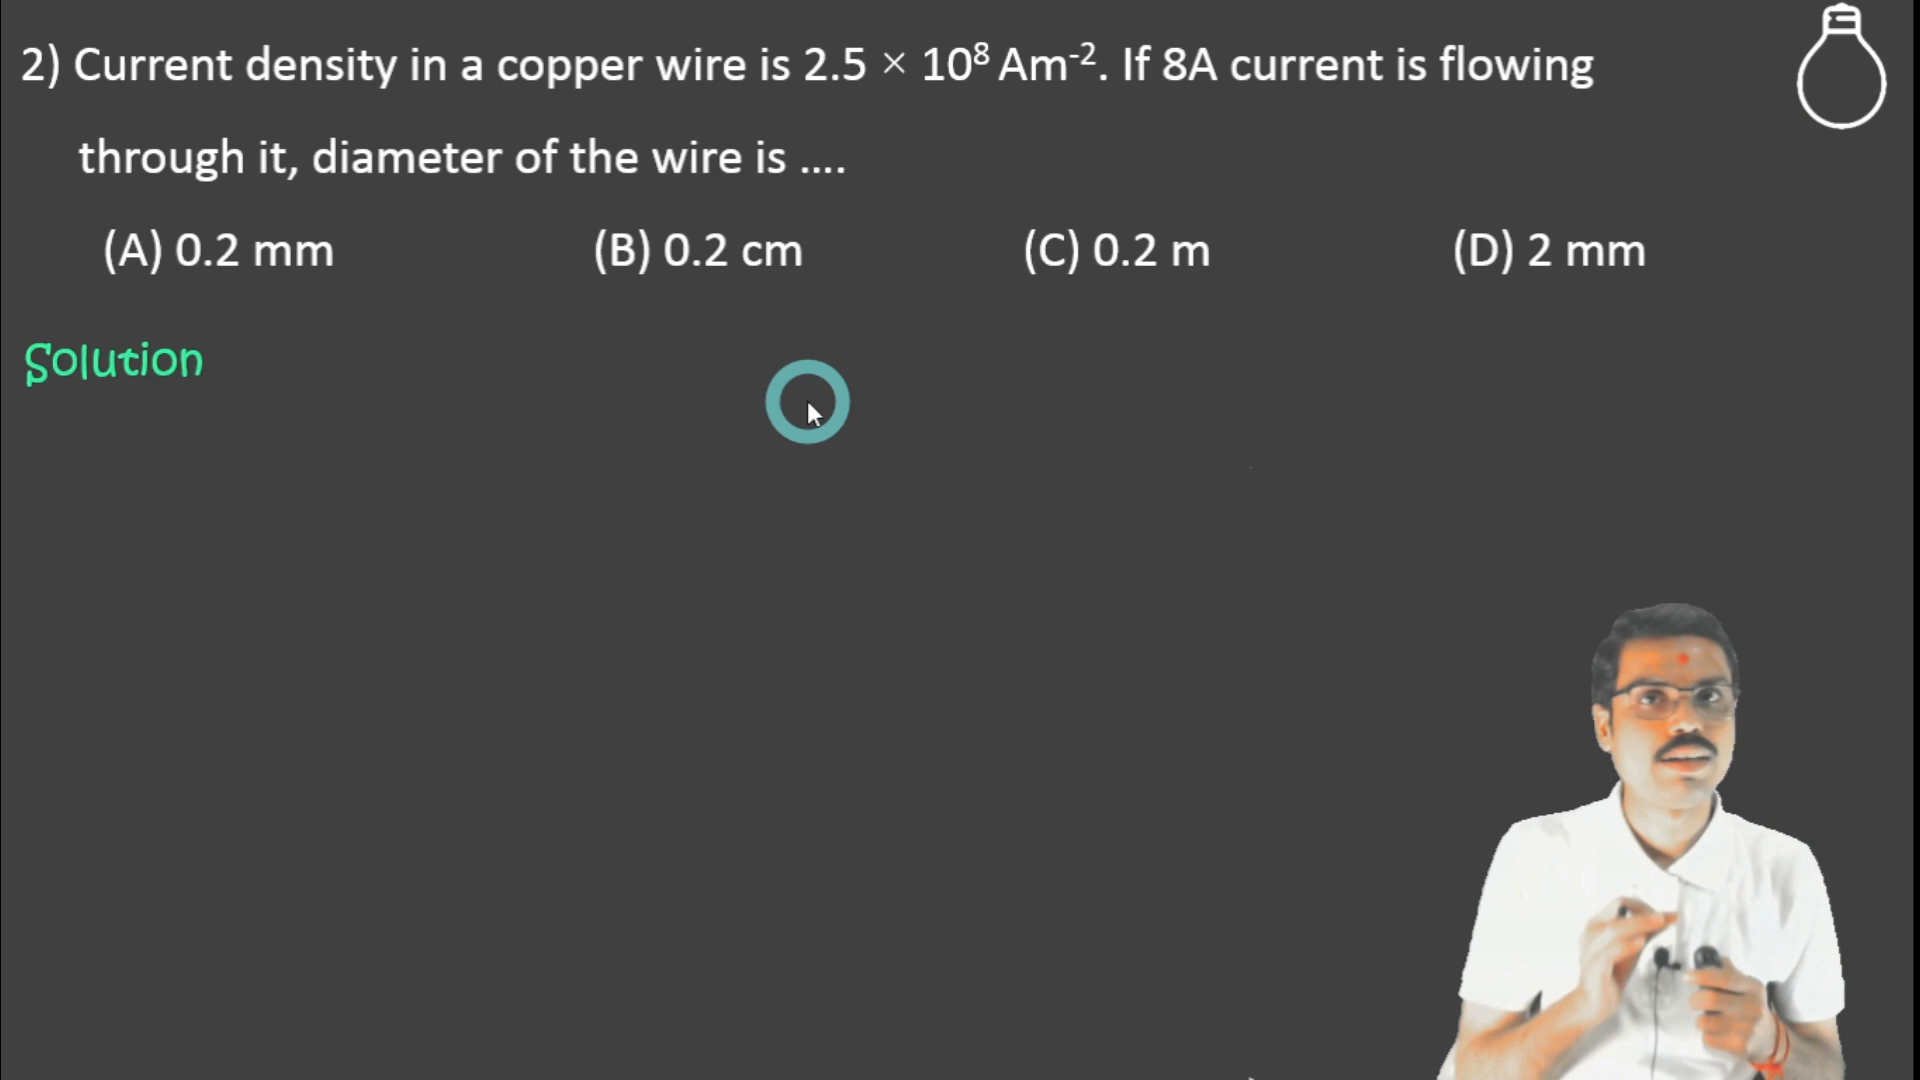 2) Current density in a copper wire is 2.5 × 10⁸ Am⁻². If 8A current is flowing
through it, diameter of the wire is ....
(A) 0.2 mm (B) 0.2 cm (C) 0.2 m (D) 2 mm
Solution